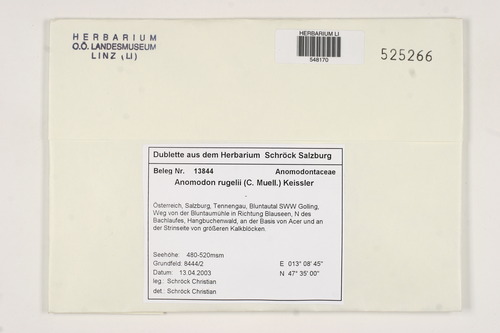 HERBARIUM
O.Ö. LANDESMUSEUM
LINZ (LI)
HERBARIUM LI
548170
525266
Dublette aus dem Herbarium Schröck Salzburg
Beleg Nr. 13844 Anomodontaceae
Anomodon rugelii (C. Muell.) Keissler
Österreich, Salzburg, Tennengau, Bluntautal SWW Golling,
Weg von der Bluntaumühle in Richtung Blauseen, N des
Bachlaufes, Hangbuchenwald, an der Basis von Acer und an
der Strinseite von größeren Kalkblöcken.
Seehöhe: 480-520msm
Grundfeld: 8444/2 E 013° 08' 45"
Datum: 13.04.2003 N 47° 35' 00"
leg.: Schröck Christian
det.: Schröck Christian